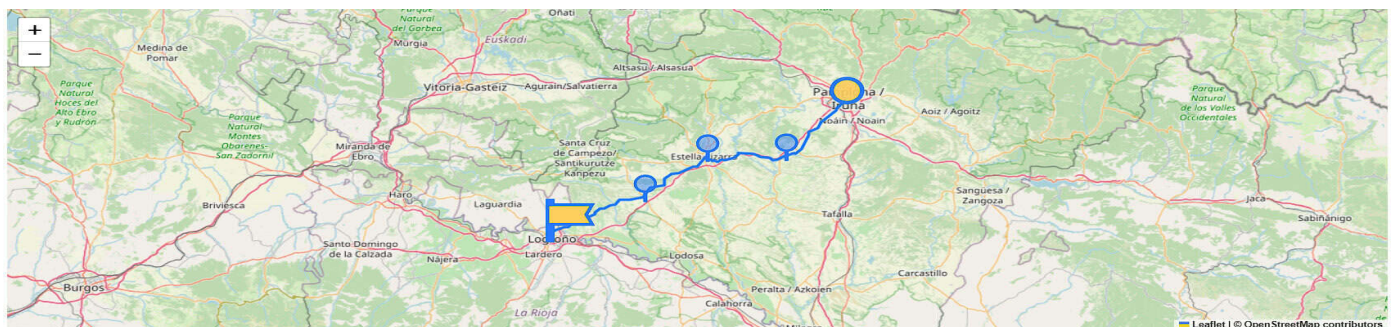 +
−
Parque
Natural
del Gorbea
Oñati
Medina de
Pomar
Murgia
Euskadi
Altsasu / Alsasua
Parque
Natural
Hoces del
Alto Ebro
y Rudrón
Vitoria-Gasteiz
Agurain/Salvatierra
Iruña
Noáin / Noain
Aoiz / Agoitz
Parque
Natural
de los Valles
Occidentales
Parque
Natural
Montes
Obarenes-
San Zadornil
Miranda de
Ebro
Santa Cruz
de Campezo/
Santikurutze
Kanpezu
Haro
Laguardia
Briviesca
Sangüesa /
Zangoza
Jaca
Sabiñánigo
Tafalla
Santo Domingo
de la Calzada
Nájera
Logroño
Lardero
Lodosa
Carcastillo
Burgos
Peralta / Azkoien
Calahorra
La Rioja
Leaflet | © OpenStreetMap contributors